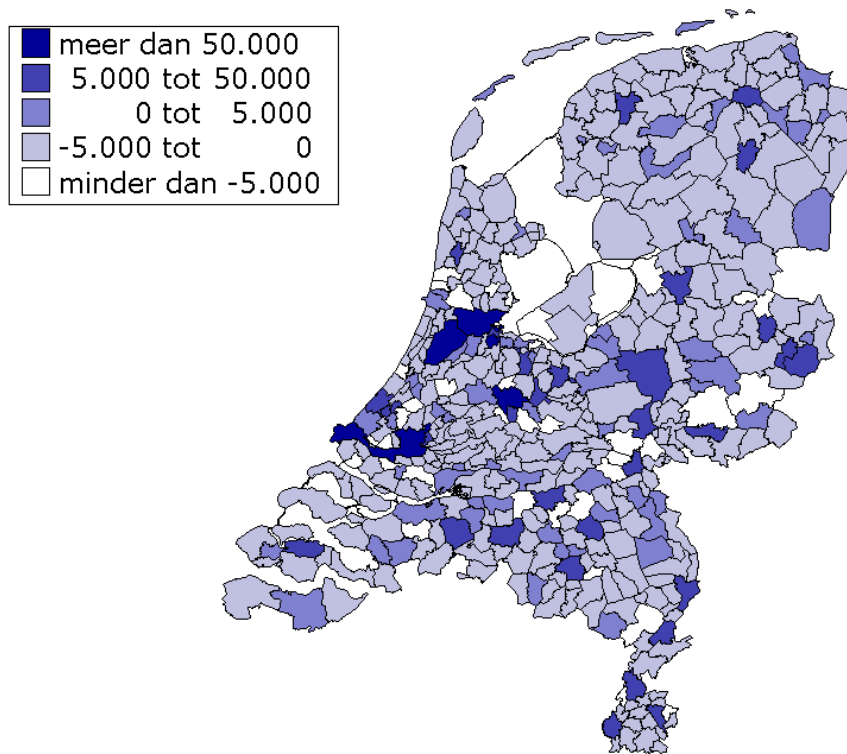 meer dan 50.000
5.000 tot 50.000
0 tot 5.000
-5.000 tot 0
minder dan -5.000